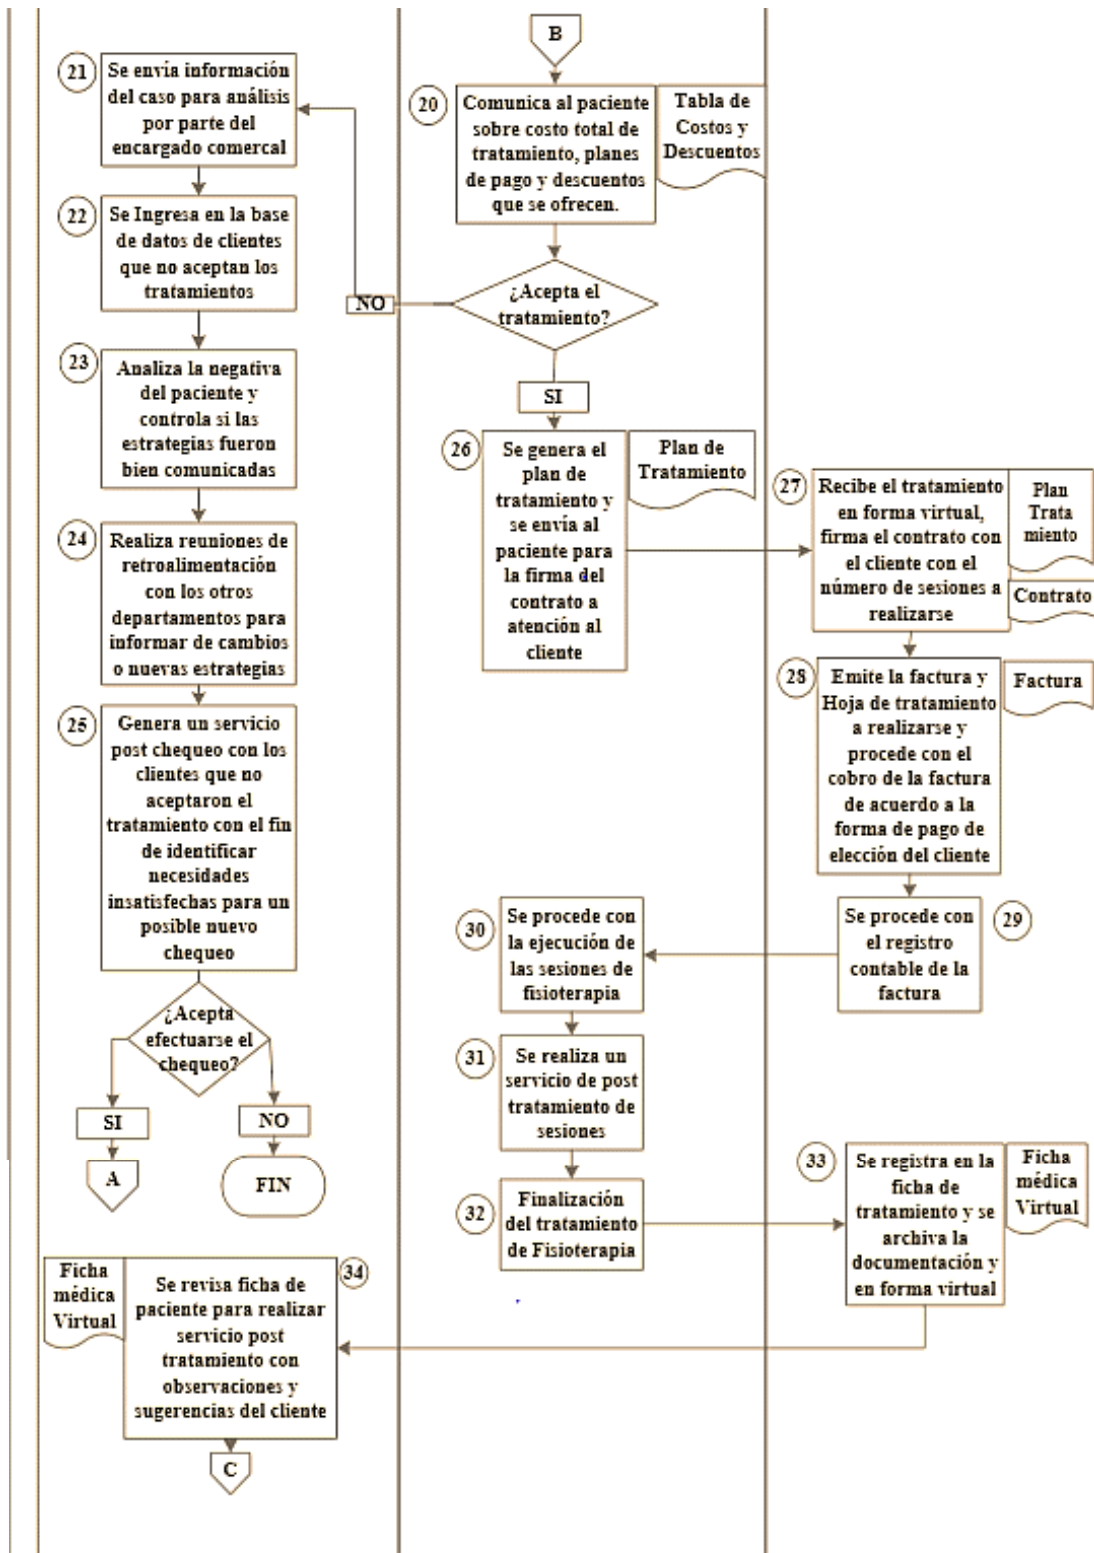 B
20
Comunica al paciente
sobre costo total de
tratamiento, planes
de pago y descuentos
que se ofrecen.
Tabla de
Costos y
Descuentos
¿Acepta el
tratamiento?
NO
SI
21
Se envía información
del caso para análisis
por parte del
encargado comercal
22
Se Ingresa en la base
de datos de clientes
que no aceptan los
tratamientos
23
Analiza la negativa
del paciente y
controla si las
estrategias fueron
bien comunicadas
24
Realiza reuniones de
retroalimentación
con los otros
departamentos para
informar de cambios
o nuevas estrategias
25
Genera un servicio
post chequeo con los
clientes que no
aceptaron el
tratamiento con el fin
de identificar
necesidades
insatisfechas para un
posible nuevo
chequeo
¿Acepta
efectuarse el
chequeo?
SI
NO
A
FIN
26
Se genera el
plan de
tratamiento y
se envía al
paciente para
la firma del
contrato a
atención al
cliente
Plan de
Tratamiento
27
Recibe el tratamiento
en forma virtual,
firma el contrato con
el cliente con el
número de sesiones a
realizarse
Plan
Trata
miento
Contrato
28
Emite la factura y
Hoja de tratamiento
a realizarse y
procede con el
cobro de la factura
de acuerdo a la
forma de pago de
elección del cliente
Factura
29
Se procede con
el registro
contable de la
factura
30
Se procede con
la ejecución de
las sesiones de
fisioterapia
31
Se realiza un
servicio de post
tratamiento de
sesiones
32
Finalización
del tratamiento
de Fisioterapia
33
Se registra en la
ficha de
tratamiento y se
archiva la
documentación y
en forma virtual
Ficha
médica
Virtual
34
Se revisa ficha de
paciente para realizar
servicio post
tratamiento con
observaciones y
sugerencias del cliente
Ficha
médica
Virtual
C